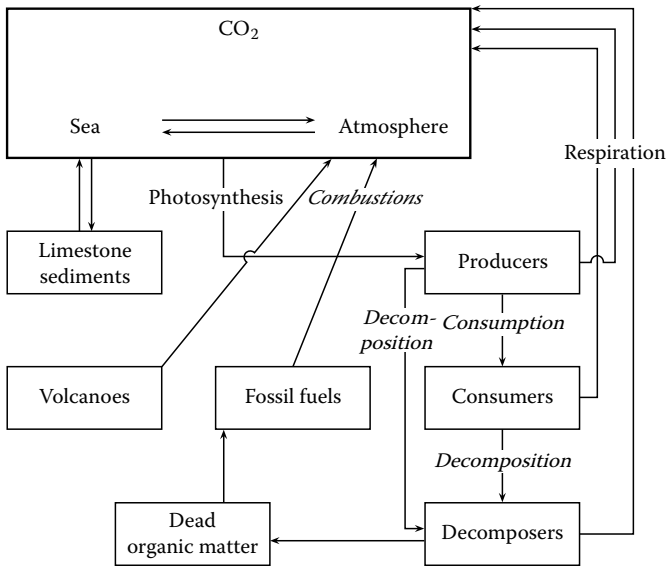 CO₂
Sea
Atmosphere
Respiration
Photosynthesis
Combustions
Limestone
sediments
Producers
Decom-
position
Consumption
Volcanoes
Fossil fuels
Consumers
Decomposition
Dead
organic matter
Decomposers